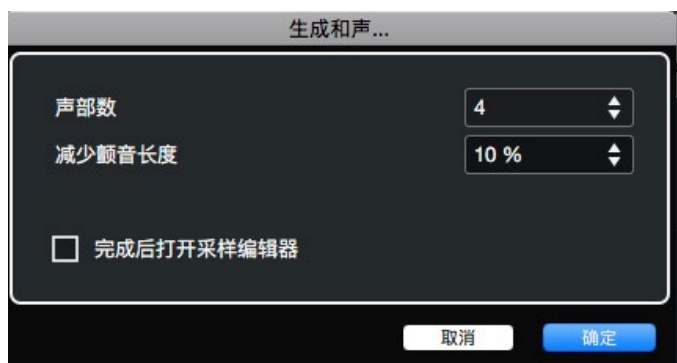 生成和声...
声部数
4
减少颤音长度
10 %
完成后打开采样编辑器
取消
确定